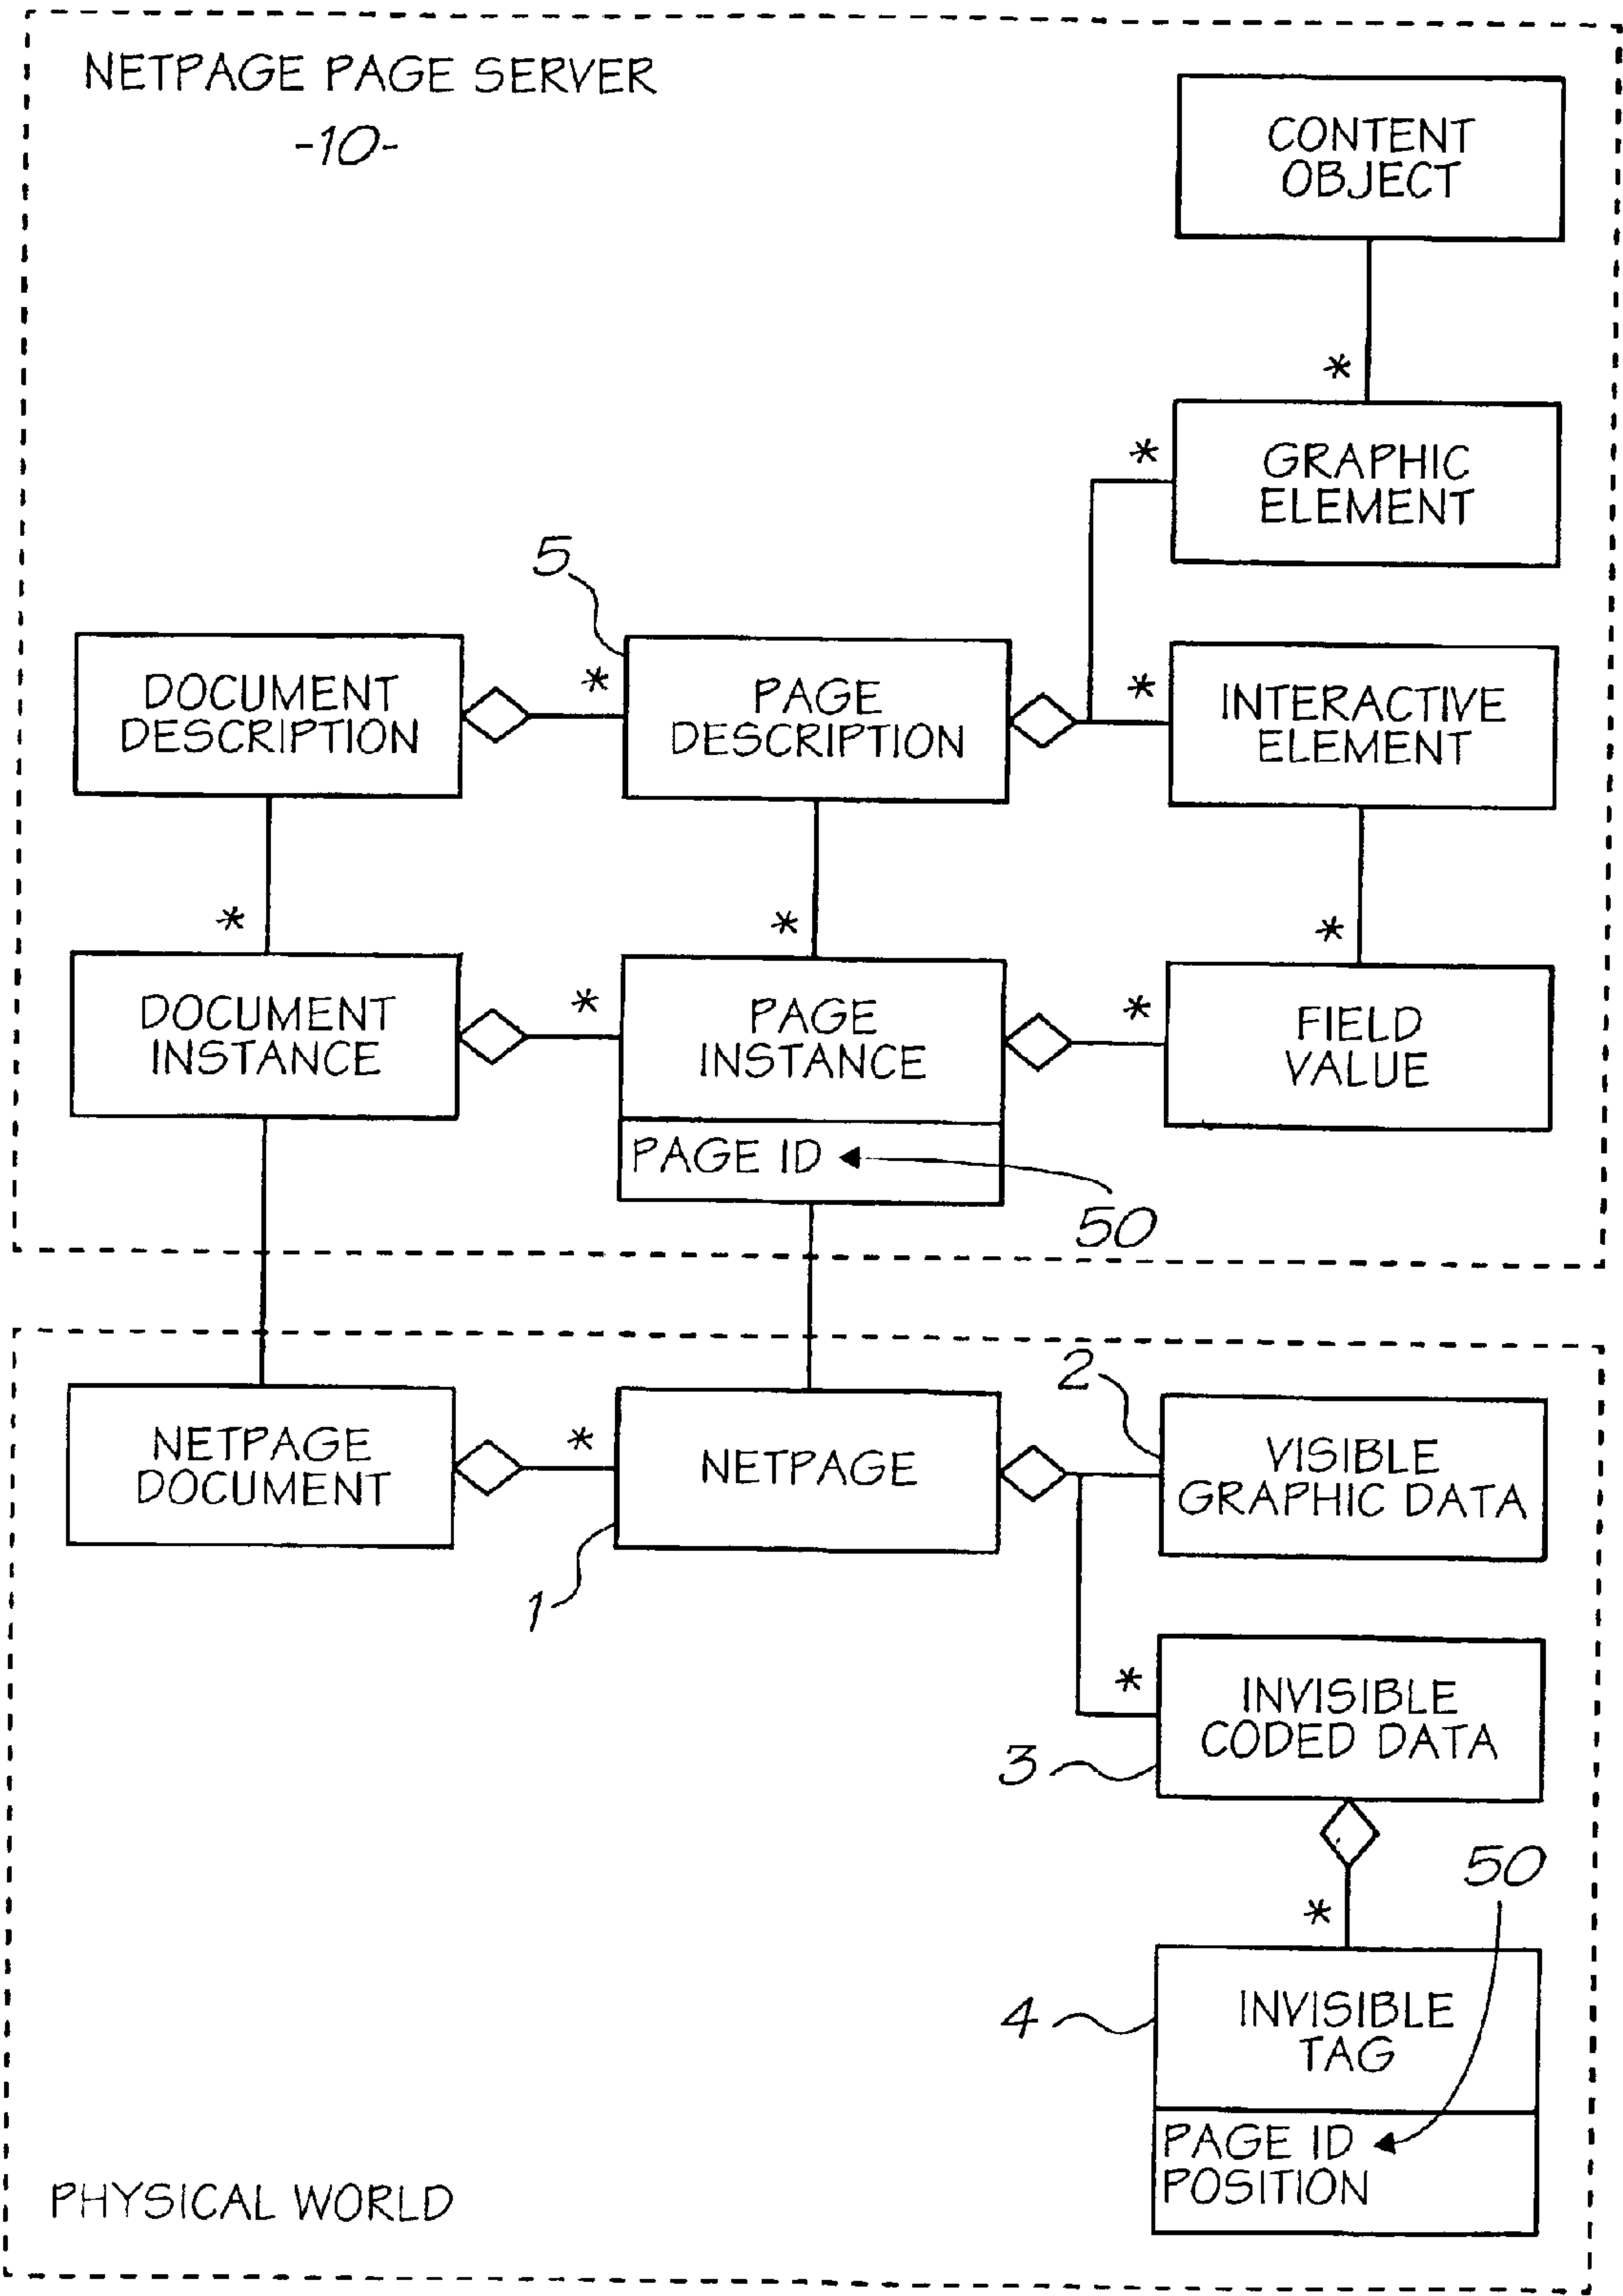 NETPAGE PAGE SERVER
-10-
CONTENT
OBJECT
*
*
GRAPHIC
ELEMENT
5
DOCUMENT
DESCRIPTION
*
PAGE
DESCRIPTION
*
INTERACTIVE
ELEMENT
*
*
*
DOCUMENT
INSTANCE
*
PAGE
INSTANCE
*
FIELD
VALUE
PAGE ID
50
NETPAGE
DOCUMENT
*
NETPAGE
1
2
VISIBLE
GRAPHIC DATA
*
INVISIBLE
CODED DATA
3
*
50
4
INVISIBLE
TAG
PAGE ID
POSITION
PHYSICAL WORLD